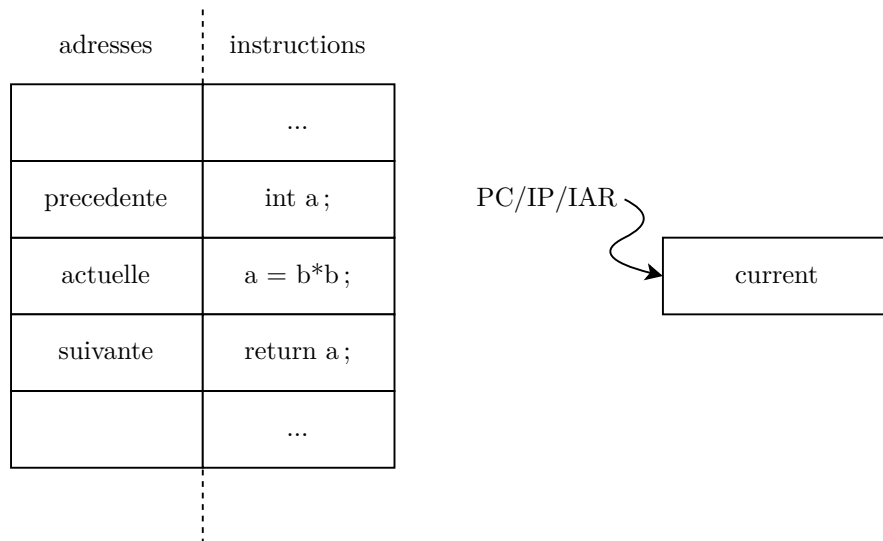 adresses instructions
...
precedente int a ;
PC/IP/IAR
actuelle a = b*b ;
current
suivante return a ;
...